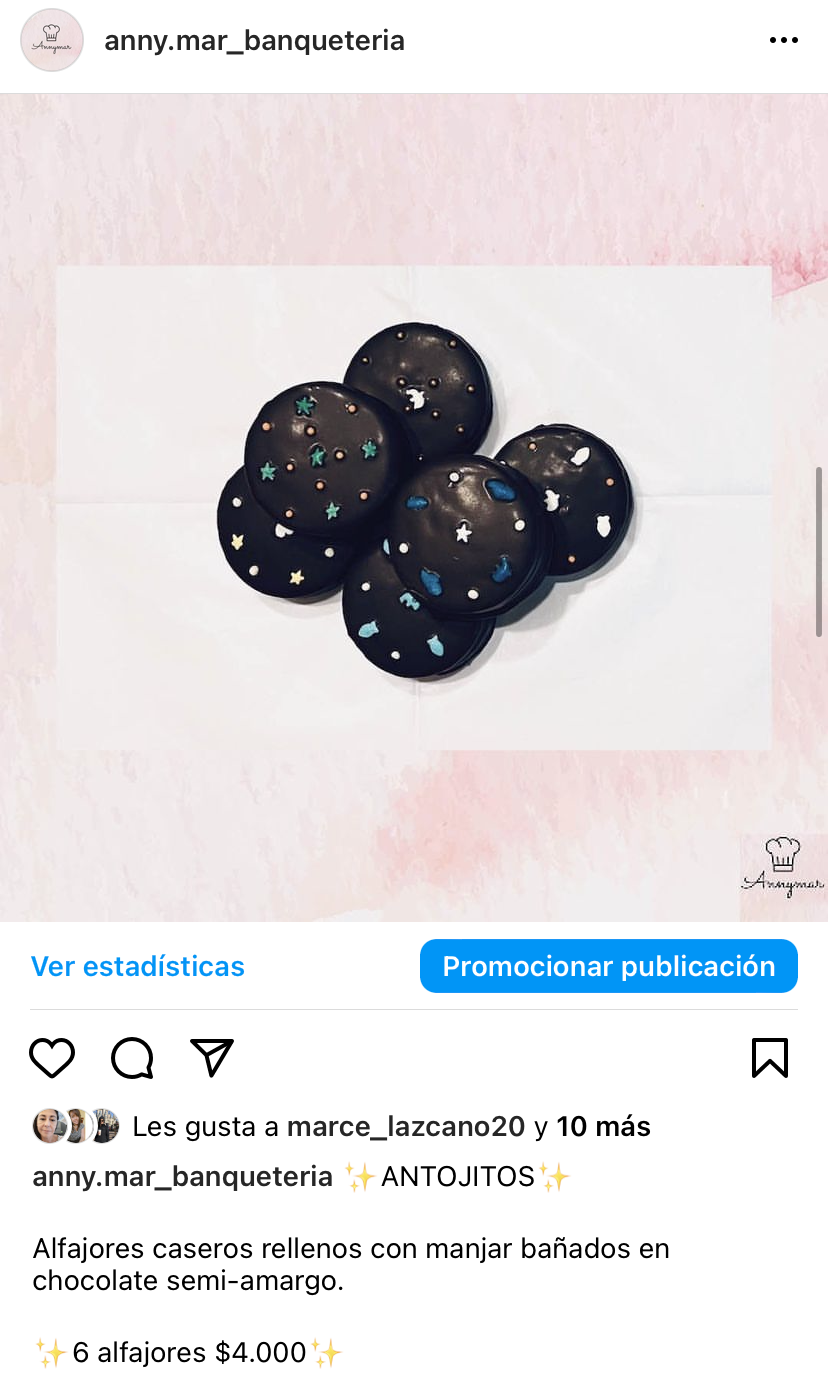 Annymar
anny.mar_banqueteria
Annymar
Ver estadísticas
Promocionar publicación
Les gusta a marce_lazcano20 y 10 más
anny.mar_banqueteria ✨ANTOJITOS✨
Alfajores caseros rellenos con manjar bañados en
chocolate semi-amargo.
✨6 alfajores $4.000✨